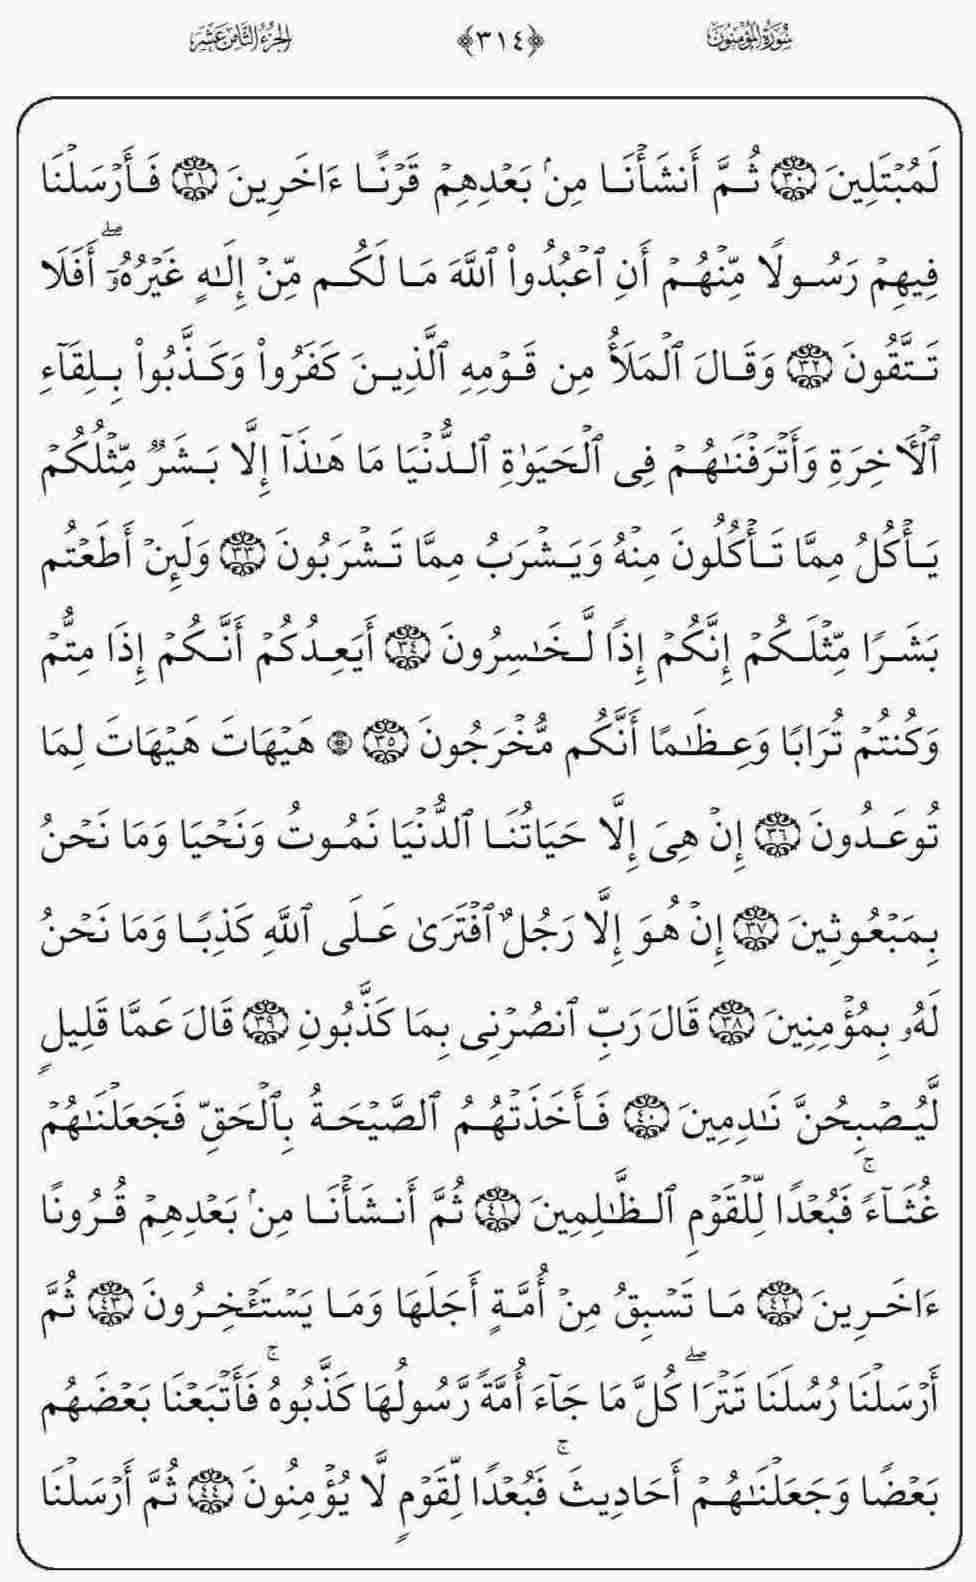 سُورَةُ المُؤۡمِنُونَ ﴿٣١٤﴾ الجُزۡءُ الثَّامِنَ عَشَرَ
لَمُبۡتَلِينَ ٣٠ ثُمَّ أَنشَأۡنَا مِنۢ بَعۡدِهِمۡ قَرۡنًا ءَاخَرِينَ ٣١ فَأَرۡسَلۡنَا
فِيهِمۡ رَسُولًا مِّنۡهُمۡ أَنِ ٱعۡبُدُواْ ٱللَّهَ مَا لَكُم مِّنۡ إِلَٰهٍ غَيۡرُهُۥٓۖ أَفَلَا
تَتَّقُونَ ٣٢ وَقَالَ ٱلۡمَلَأُ مِن قَوۡمِهِ ٱلَّذِينَ كَفَرُواْ وَكَذَّبُواْ بِلِقَآءِ
ٱلۡأٓخِرَةِ وَأَتۡرَفۡنَٰهُمۡ فِي ٱلۡحَيَوٰةِ ٱلدُّنۡيَا مَا هَٰذَآ إِلَّا بَشَرٞ مِّثۡلُكُمۡ
يَأۡكُلُ مِمَّا تَأۡكُلُونَ مِنۡهُ وَيَشۡرَبُ مِمَّا تَشۡرَبُونَ ٣٣ وَلَئِنۡ أَطَعۡتُم
بَشَرٗا مِّثۡلَكُمۡ إِنَّكُمۡ إِذٗا لَّخَٰسِرُونَ ٣٤ أَيَعِدُكُمۡ أَنَّكُمۡ إِذَا مِتُّمۡ
وَكُنتُمۡ تُرَابٗا وَعِظَٰمًا أَنَّكُم مُّخۡرَجُونَ ٣٥ ۞ هَيۡهَاتَ هَيۡهَاتَ لِمَا
تُوعَدُونَ ٣٦ إِنۡ هِيَ إِلَّا حَيَاتُنَا ٱلدُّنۡيَا نَمُوتُ وَنَحۡيَا وَمَا نَحۡنُ
بِمَبۡعُوثِينَ ٣٧ إِنۡ هُوَ إِلَّا رَجُلٌ ٱفۡتَرَىٰ عَلَى ٱللَّهِ كَذِبٗا وَمَا نَحۡنُ
لَهُۥ بِمُؤۡمِنِينَ ٣٨ قَالَ رَبِّ ٱنصُرۡنِي بِمَا كَذَّبُونِ ٣٩ قَالَ عَمَّا قَلِيلٖ
لَّيُصۡبِحُنَّ نَٰدِمِينَ ٤٠ فَأَخَذَتۡهُمُ ٱلصَّيۡحَةُ بِٱلۡحَقِّ فَجَعَلۡنَٰهُمۡ
غُثَآءٗۚ فَبُعۡدٗا لِّلۡقَوۡمِ ٱلظَّٰلِمِينَ ٤١ ثُمَّ أَنشَأۡنَا مِنۢ بَعۡدِهِمۡ قُرُونًا
ءَاخَرِينَ ٤٢ مَا تَسۡبِقُ مِنۡ أُمَّةٍ أَجَلَهَا وَمَا يَسۡتَـٔۡخِرُونَ ٤٣ ثُمَّ
أَرۡسَلۡنَا رُسُلَنَا تَتۡرَاۖ كُلَّ مَا جَآءَ أُمَّةٗ رَّسُولُهَا كَذَّبُوهُۚ فَأَتۡبَعۡنَا بَعۡضَهُم
بَعۡضٗا وَجَعَلۡنَٰهُمۡ أَحَادِيثَۚ فَبُعۡدٗا لِّقَوۡمٖ لَّا يُؤۡمِنُونَ ٤٤ ثُمَّ أَرۡسَلۡنَا